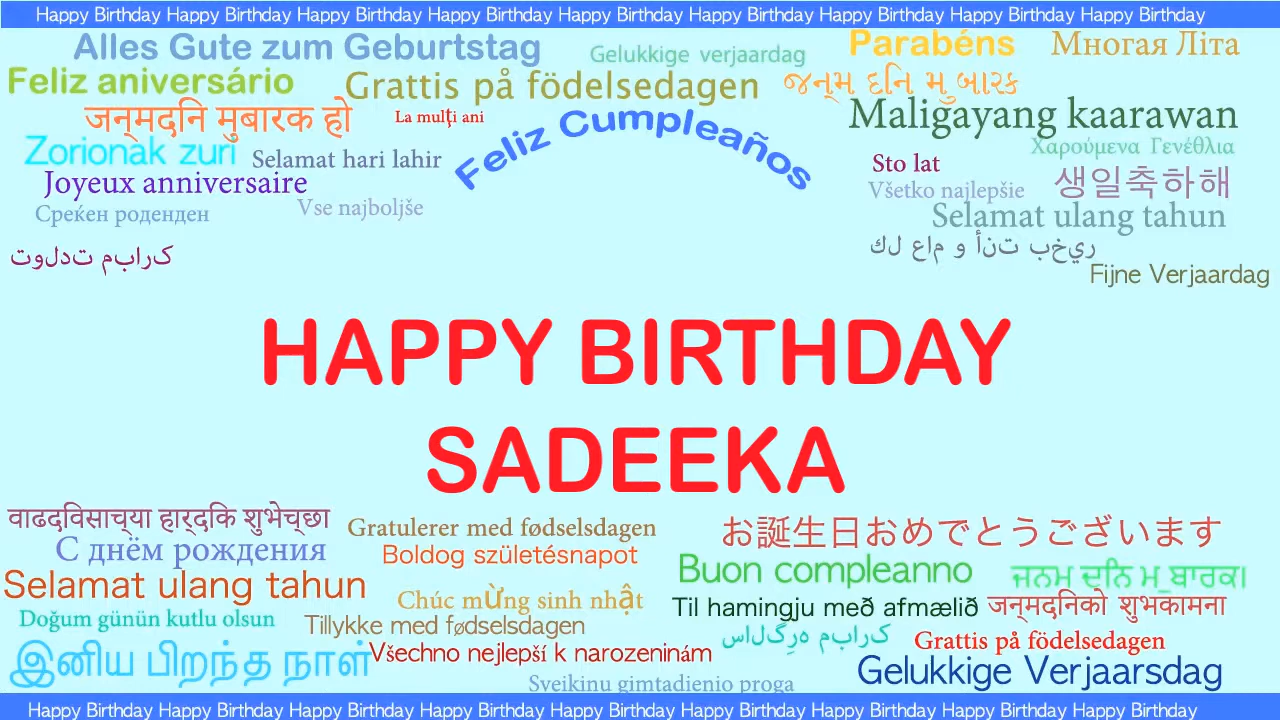 Happy Birthday Happy Birthday Happy Birthday Happy Birthday Happy Birthday Happy Birthday Happy Birthday Happy Birthday Happy Birthday
Alles Gute zum Geburtstag
Gelukkige verjaardag
Parabéns
Многая Літа
Feliz aniversário
Grattis på födelsedagen
જન્મ દિન મુબારક
जन्मदिन मुबारक हो
La mulţi ani
Feliz Cumpleaños
Maligayang kaarawan
Zorionak zuri
Selamat hari lahir
Χαρούμενα Γενέθλια
Sto lat
Joyeux anniversaire
Všetko najlepšie
생일축하해
Среќен роденден
Vse najboljše
Selamat ulang tahun
تولدت مبارک
كل عام و أنت بخير
Fijne Verjaardag
HAPPY BIRTHDAY
SADEEKA
वाढदिवसाच्या हार्दिक शुभेच्छा
Gratulerer med fødselsdagen
お誕生日おめでとうございます
С днём рождения
Boldog születésnapot
Buon compleanno
ਜਨਮ ਦਿਨ ਮੁਬਾਰਕ।
Selamat ulang tahun
Chúc mừng sinh nhật
Til hamingju með afmælið
जन्मदिनको शुभकामना
Doğum günün kutlu olsun
Tillykke med fødselsdagen
سالگرہ مبارک
Grattis på födelsedagen
இனிய பிறந்த நாள்
Všechno nejlepší k narozeninám
Gelukkige Verjaarsdag
Sveikinu gimtadienio proga
Happy Birthday Happy Birthday Happy Birthday Happy Birthday Happy Birthday Happy Birthday Happy Birthday Happy Birthday Happy Birthday